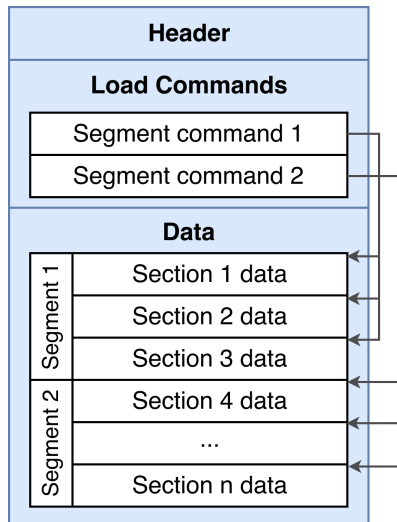 Header
Load Commands
Segment command 1
Segment command 2
Data
Segment 1
Section 1 data
Section 2 data
Section 3 data
Segment 2
Section 4 data
...
Section n data